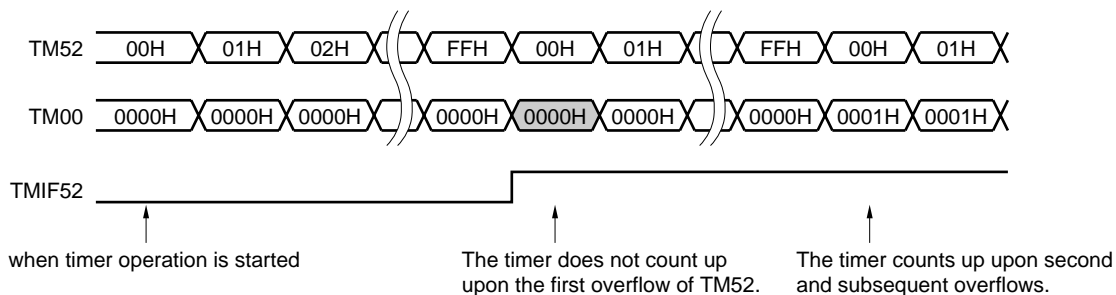 TM52 00H 01H 02H FFH 00H 01H FFH 00H 01H
TM00 0000H 0000H 0000H 0000H 0000H 0000H 0000H 0001H 0001H
TMIF52
when timer operation is started
The timer does not count up
upon the first overflow of TM52.
The timer counts up upon second
and subsequent overflows.